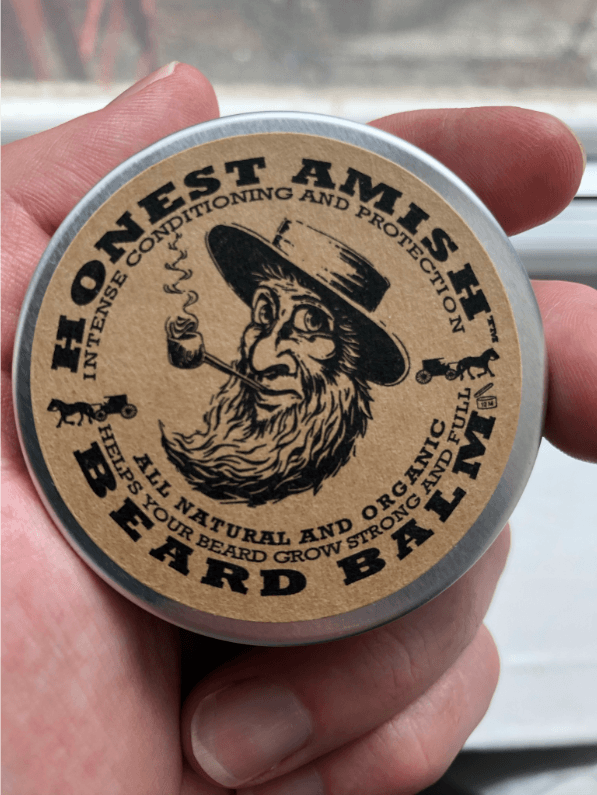 HONEST AMISH™
INTENSE CONDITIONING AND PROTECTION
ALL NATURAL AND ORGANIC
HELPS YOUR BEARD GROW STRONG AND FULL
BEARD BALM